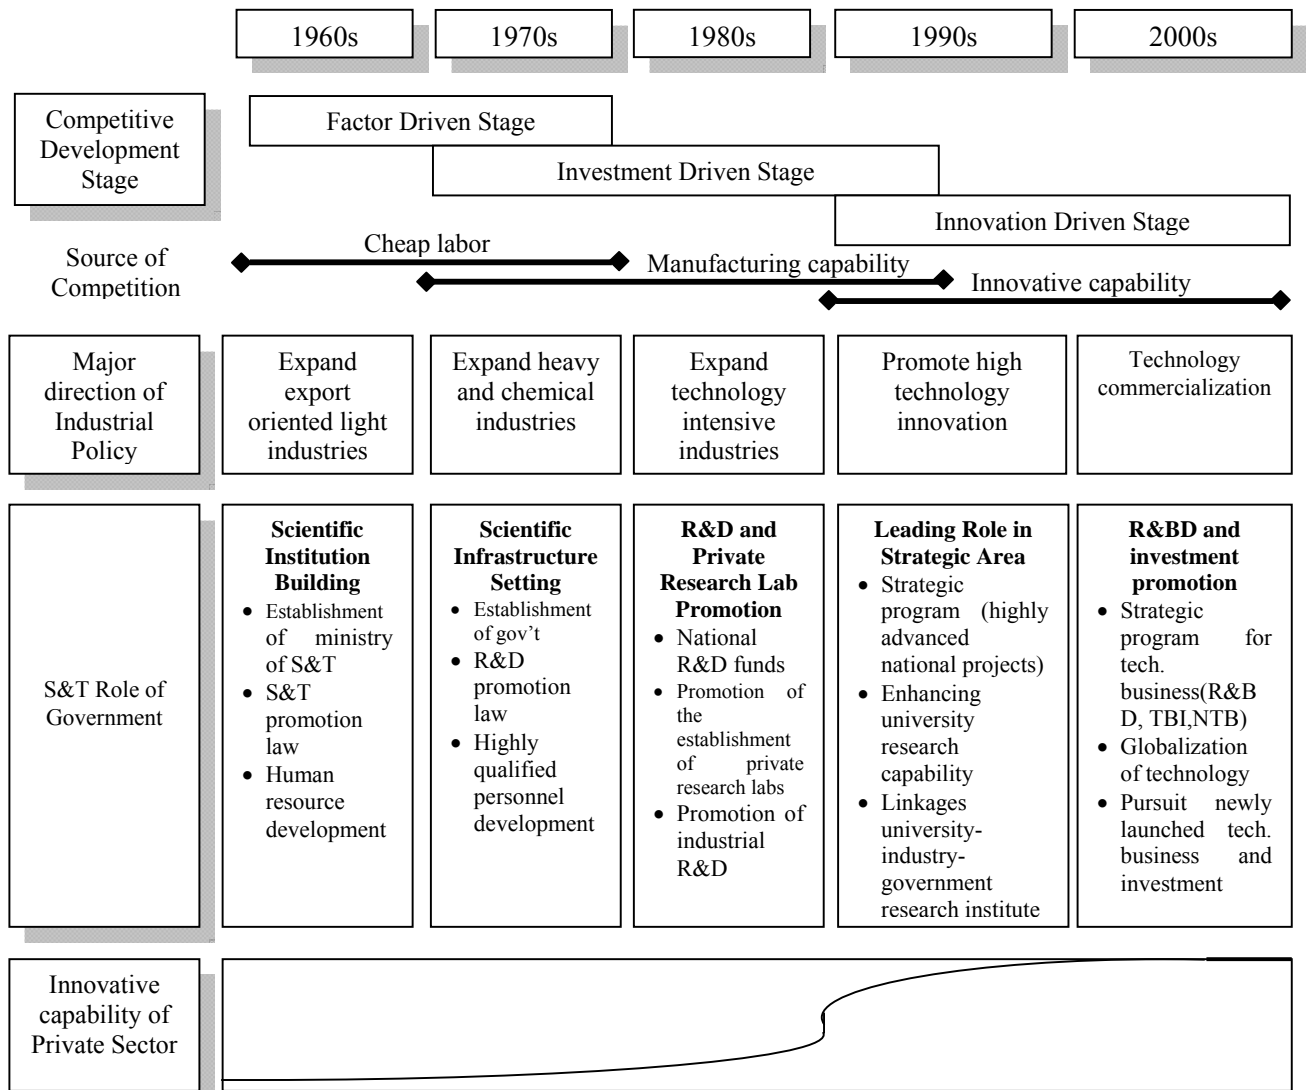 1960s
1970s
1980s
1990s
2000s
Competitive
Development
Stage
Factor Driven Stage
Investment Driven Stage
Innovation Driven Stage
Source of
Competition
Cheap labor
Manufacturing capability
Innovative capability
Major
direction of
Industrial
Policy
Expand
export
oriented light
industries
Expand heavy
and chemical
industries
Expand
technology
intensive
industries
Promote high
technology
innovation
Technology
commercialization
S&T Role of
Government
Scientific
Institution
Building
• Establishment
of ministry
of S&T
• S&T
promotion
law
• Human
resource
development
Scientific
Infrastructure
Setting
• Establishment
of gov’t
• R&D
promotion
law
• Highly
qualified
personnel
development
R&D and
Private
Research Lab
Promotion
• National
R&D funds
• Promotion of
the
establishment
of private
research labs
• Promotion of
industrial
R&D
Leading Role in
Strategic Area
• Strategic
program (highly
advanced
national projects)
• Enhancing
university
research
capability
• Linkages
university-
industry-
government
research institute
R&BD and
investment
promotion
• Strategic
program for
tech.
business(R&B
D, TBI,NTB)
• Globalization
of technology
• Pursuit newly
launched tech.
business and
investment
Innovative
capability of
Private Sector